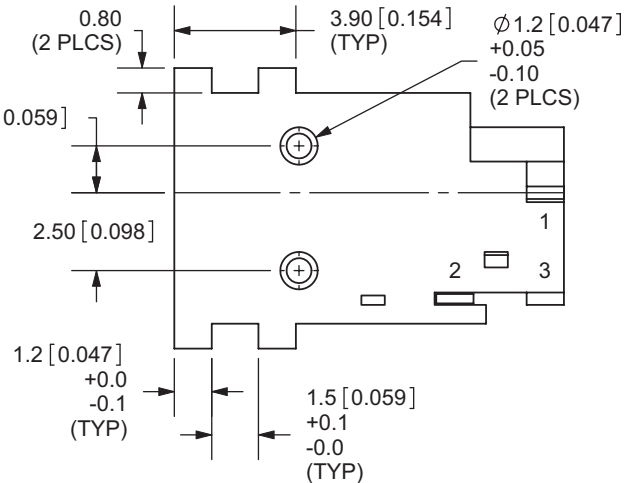 0.80
(2 PLCS)
3.90 [0.154]
(TYP)
Ø1.2 [0.047]
+0.05
-0.10
(2 PLCS)
0.059]
2.50 [0.098]
1
2
3
1.2 [0.047]
+0.0
-0.1
(TYP)
1.5 [0.059]
+0.1
-0.0
(TYP)